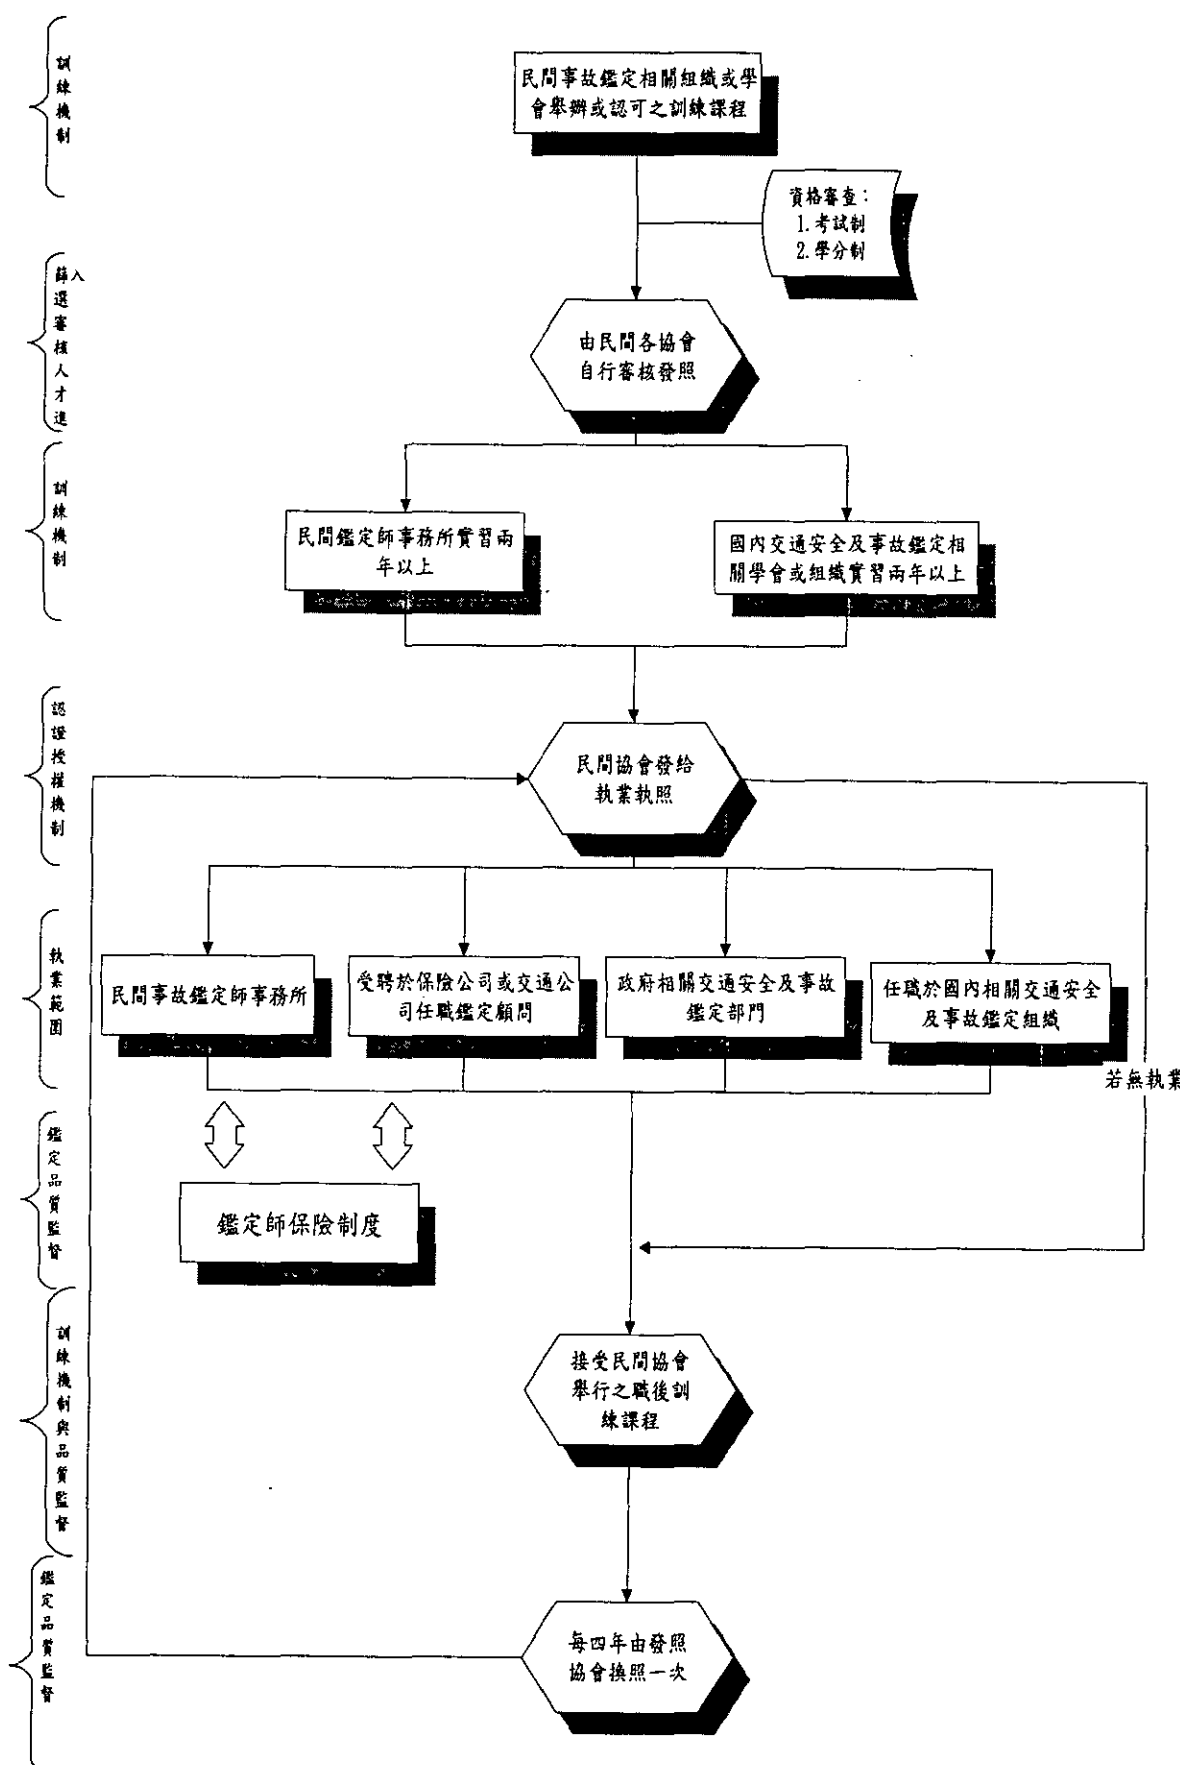 訓練機制
民間事故鑑定相關組織或學
會舉辦或認可之訓練課程
資格審查：
1.考試制
2.學分制
篩選審核人才進
入
由民間各協會
自行審核發照
訓練機制
民間鑑定師事務所實習兩
年以上
國內交通安全及事故鑑定相
關學會或組織實習兩年以上
認證授權機制
民間協會發給
執業執照
執業範圍
民間事故鑑定師事務所
受聘於保險公司或交通公
司任職鑑定顧問
政府相關交通安全及事故
鑑定部門
任職於國內相關交通安全
及事故鑑定組織
若無執業
鑑定品質監督
鑑定師保險制度
訓練機制與品質監督
接受民間協會
舉行之職後訓
練課程
鑑定品質監督
每四年由發照
協會換照一次